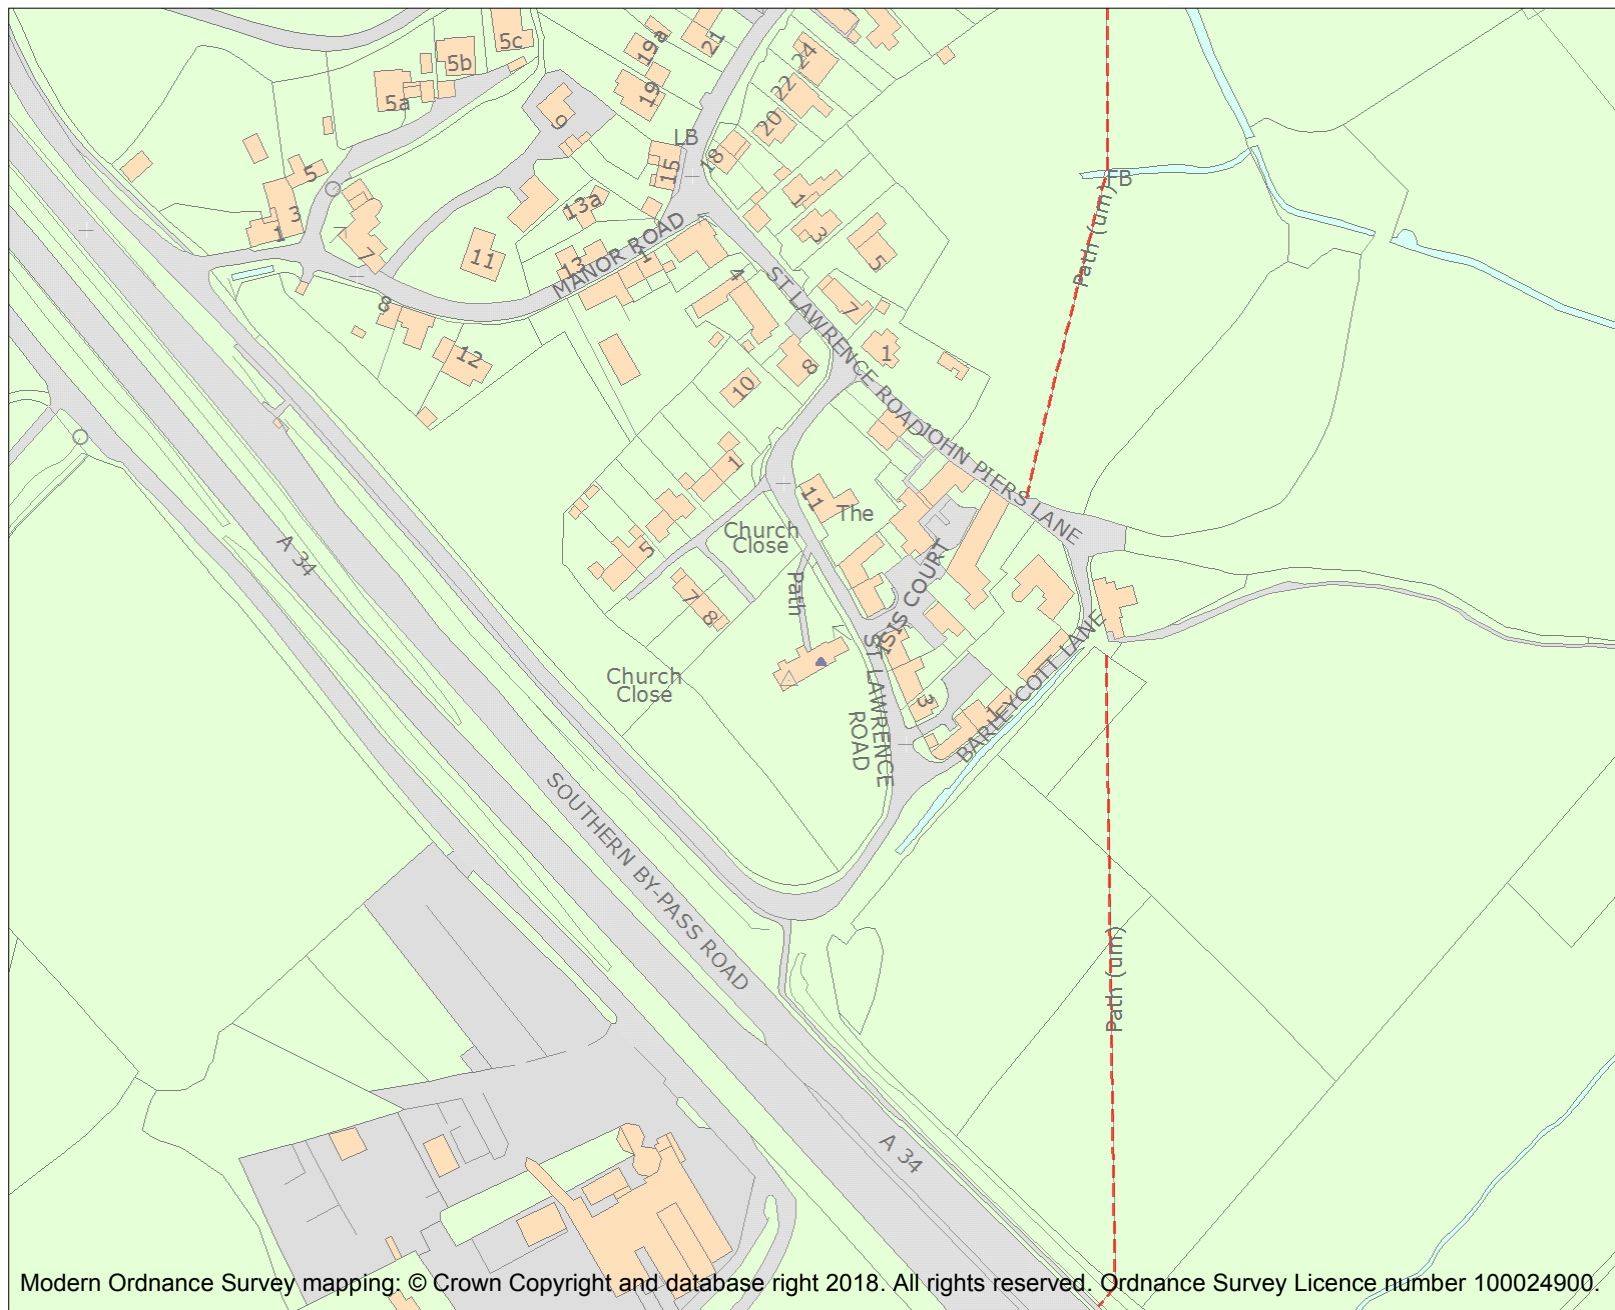 5c
5b
5a
19a
21
19
24
22
20
9
LB
18
15
5
3
1
13a
FB
Path (um)
7
11
13
1
MANOR ROAD
1
3
5
4
ST LAWRENCE ROAD
7
8
12
1
8
10
JOHN PIERS LANE
1
11
The
A 34
Church
Close
5
Path
7
8
ISIS COURT
Church
Close
ST LAWRENCE
ROAD
3
1
BARLEYCOTT LANE
SOUTHERN BY-PASS ROAD
Path (um)
A 34
Modern Ordnance Survey mapping: © Crown Copyright and database right 2018. All rights reserved. Ordnance Survey Licence number 100024900.